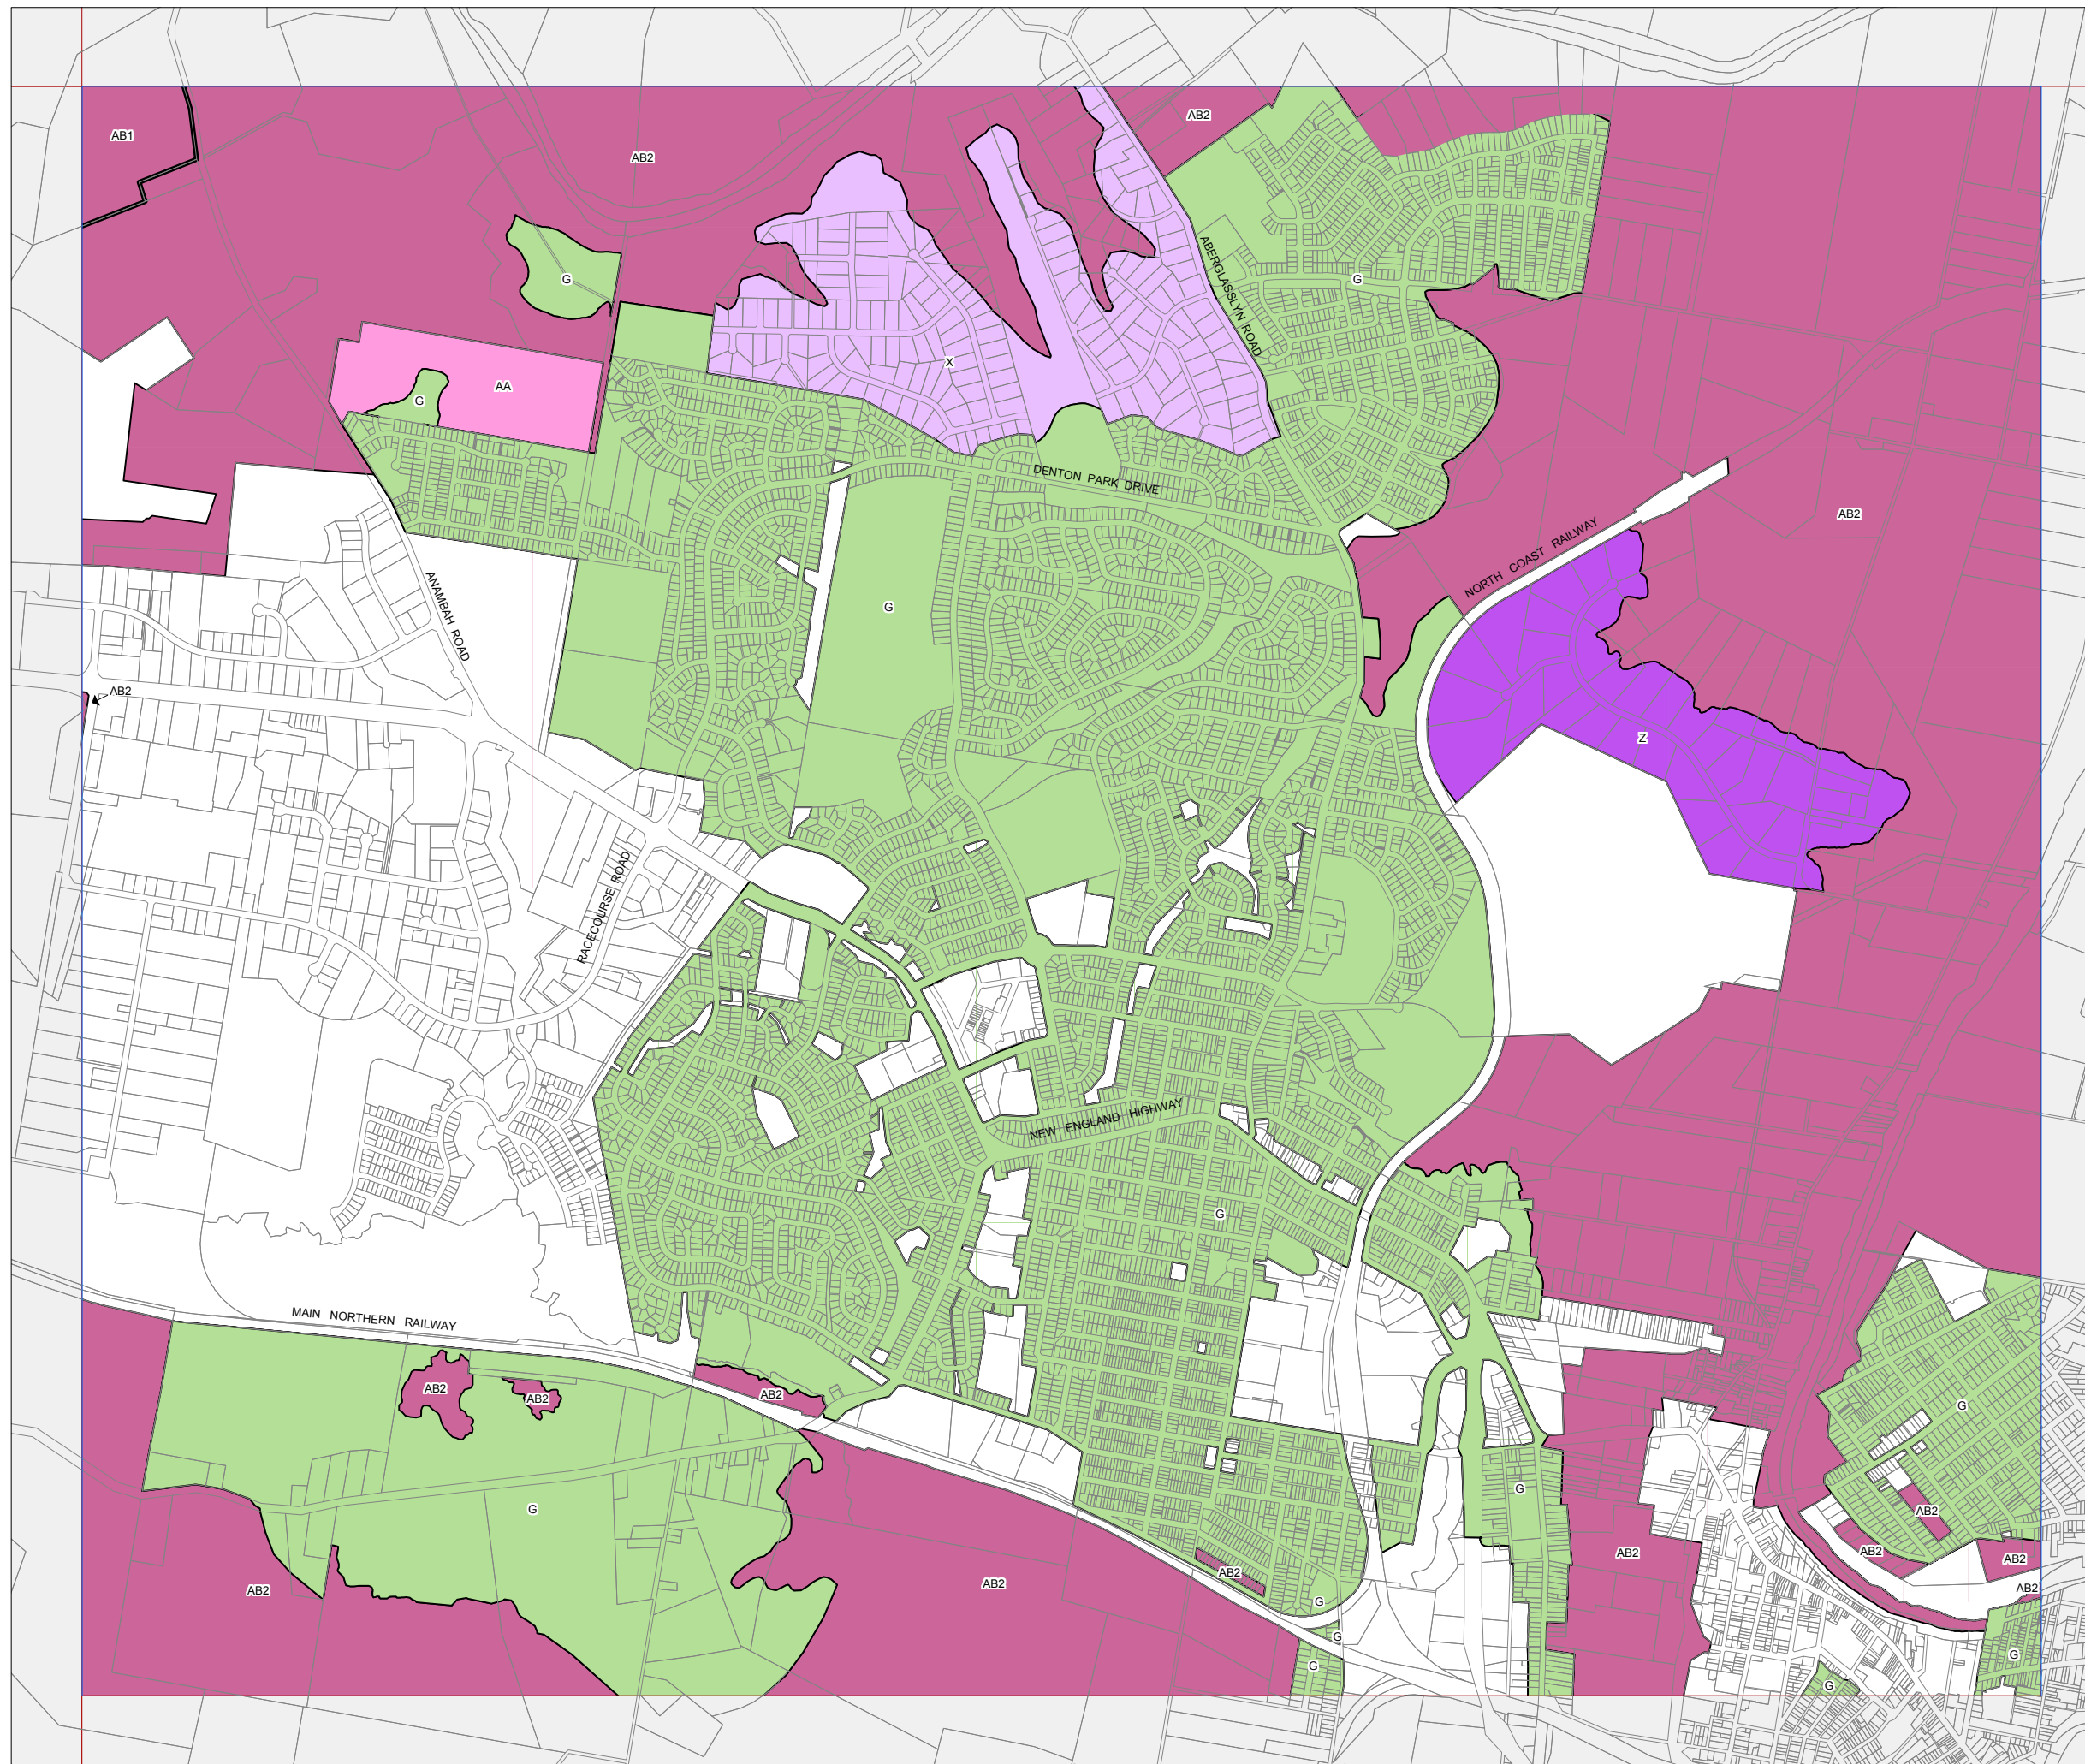 AB2
AB1
AB2
ABERGLASSLYN ROAD
G
G
X
AA
G
DENTON PARK DRIVE
AB2
NORTH COAST RAILWAY
ANAMBAH ROAD
G
AB2
Z
RACECOURSE ROAD
NEW ENGLAND HIGHWAY
G
MAIN NORTHERN RAILWAY
AB2
AB2
AB2
G
G
G
AB2
AB2
AB2
AB2
AB2
AB2
AB2
AB2
G
G
G
G
G